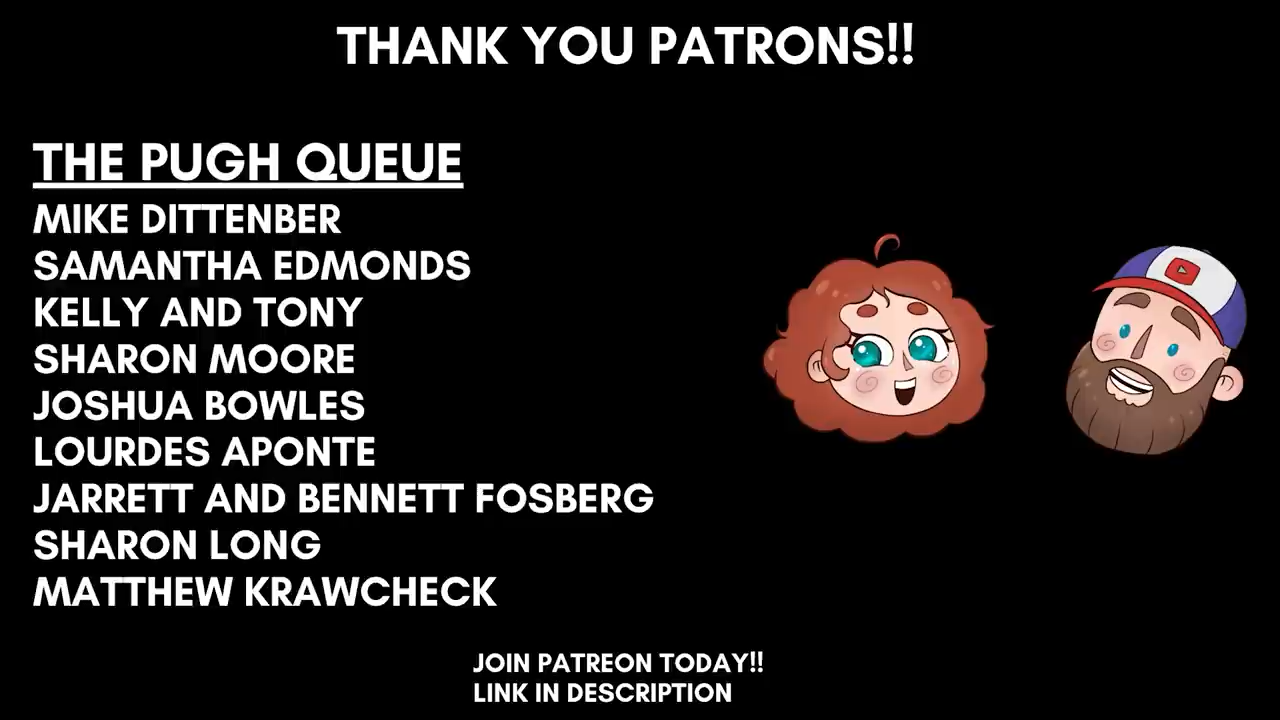 THANK YOU PATRONS!!
THE PUGH QUEUE
MIKE DITTENBER
SAMANTHA EDMONDS
KELLY AND TONY
SHARON MOORE
JOSHUA BOWLES
LOURDES APONTE
JARRETT AND BENNETT FOSBERG
SHARON LONG
MATTHEW KRAWCHECK
JOIN PATREON TODAY!!
LINK IN DESCRIPTION